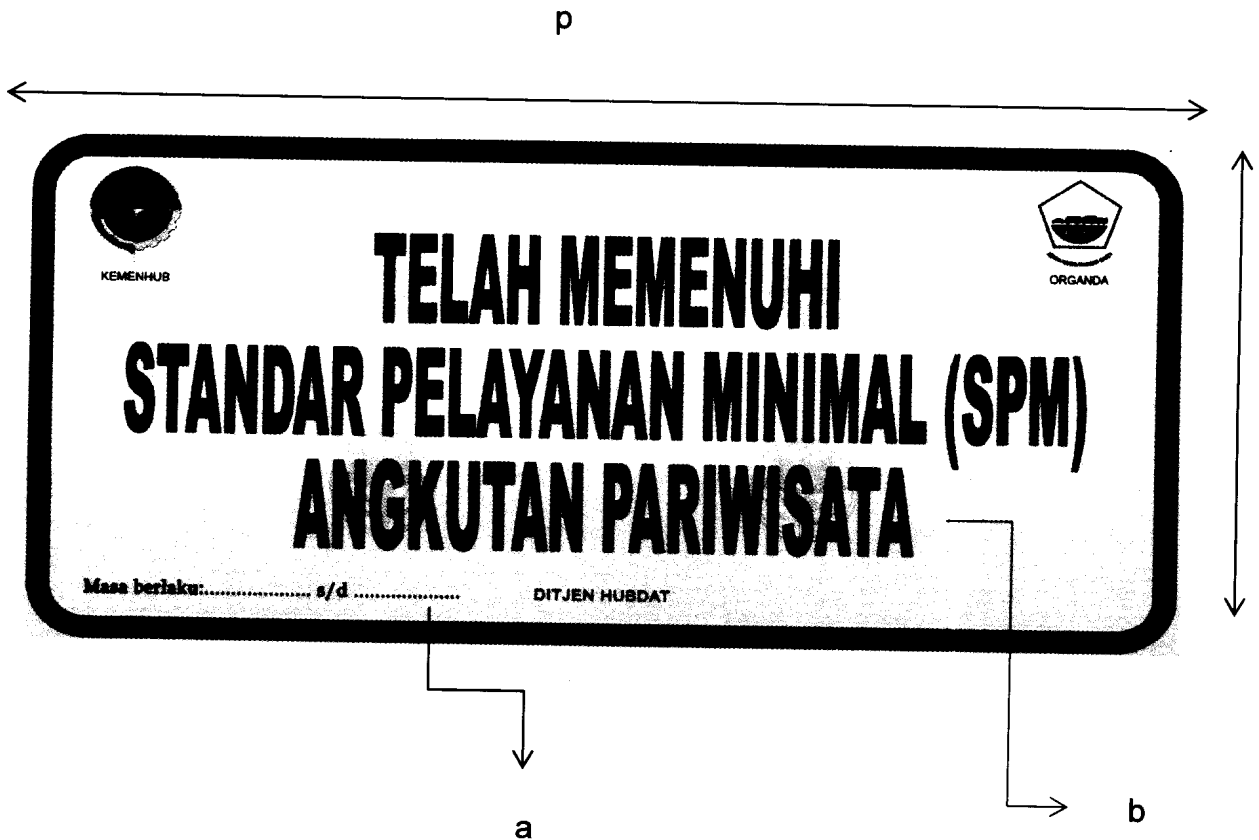 p
KEMENHUB
ORGANDA
TELAH MEMENUHI
STANDAR PELAYANAN MINIMAL (SPM)
ANGKUTAN PARIWISATA
Masa berlaku:.................... s/d ....................
DITJEN HUBDAT
a
b